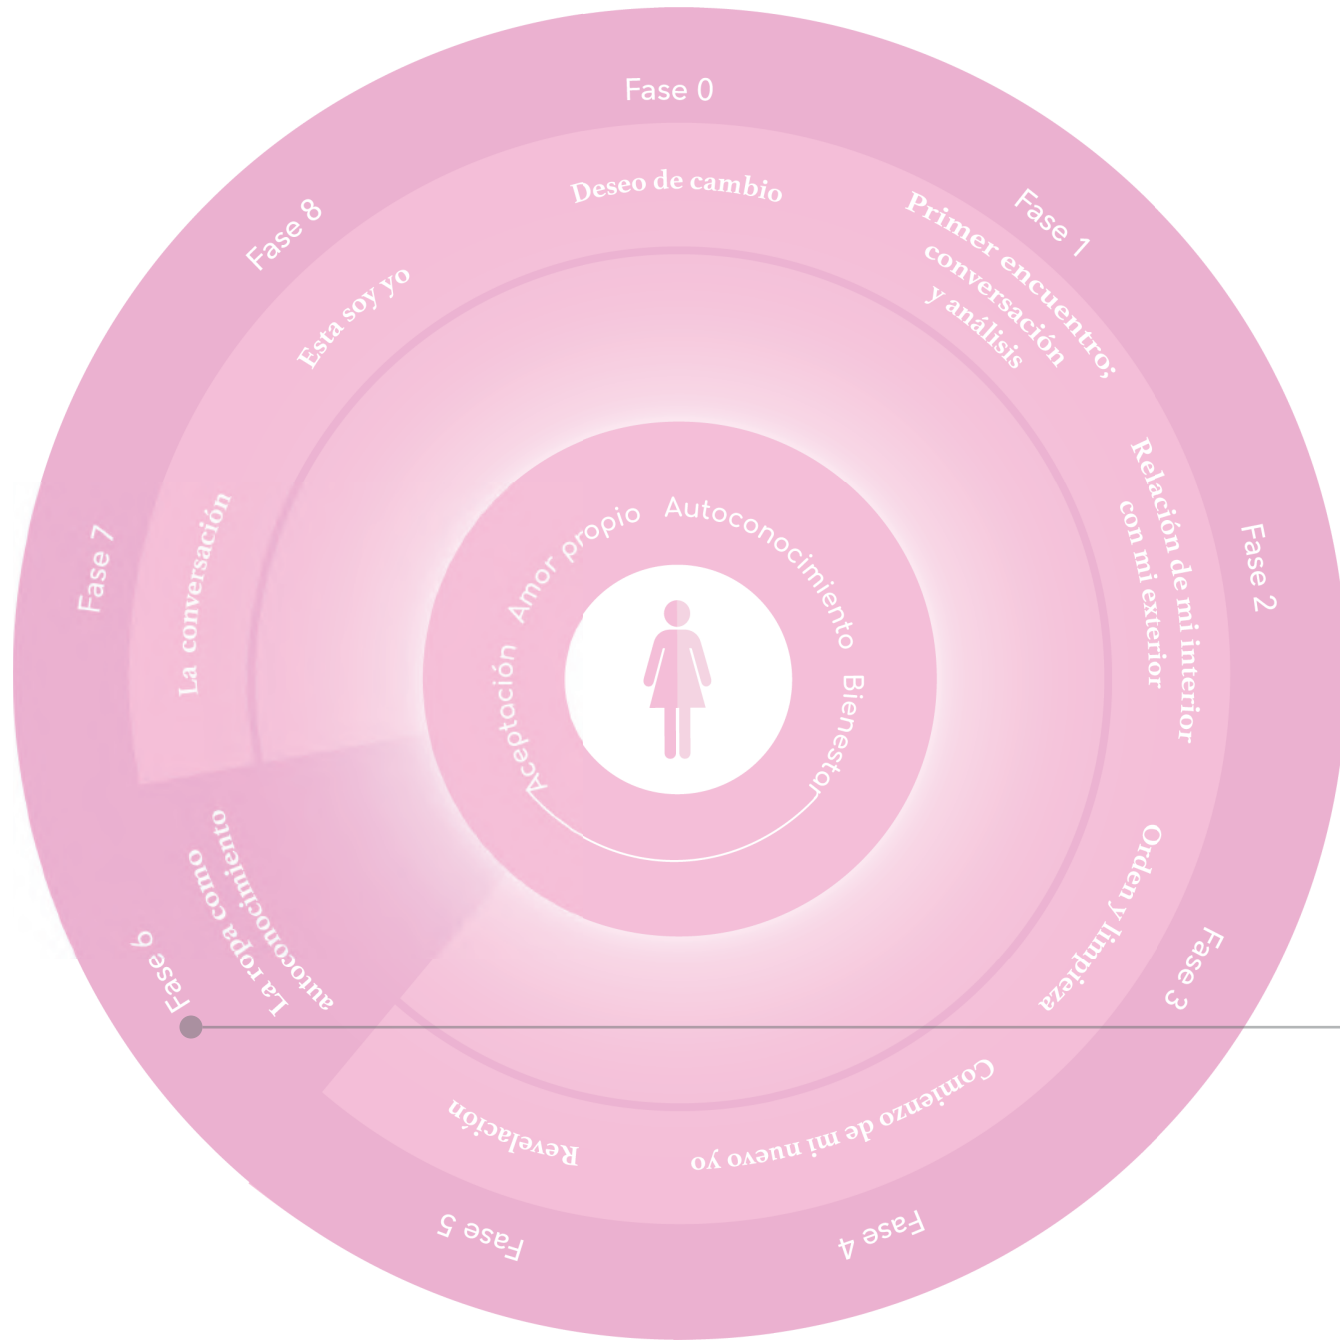 Fase 0
Deseo de cambio
Fase 1
Primer encuentro;
conversación
y análisis
Fase 2
Relación de mi interior
con mi exterior
Fase 3
Orden y limpieza
Fase 4
Comienzo de mi nuevo yo
Fase 5
Revelación
Fase 6
La ropa como
autoconocimiento
Fase 7
La conversación
Fase 8
Esta soy yo
Aceptación Amor propio Autoconocimiento Bienestar